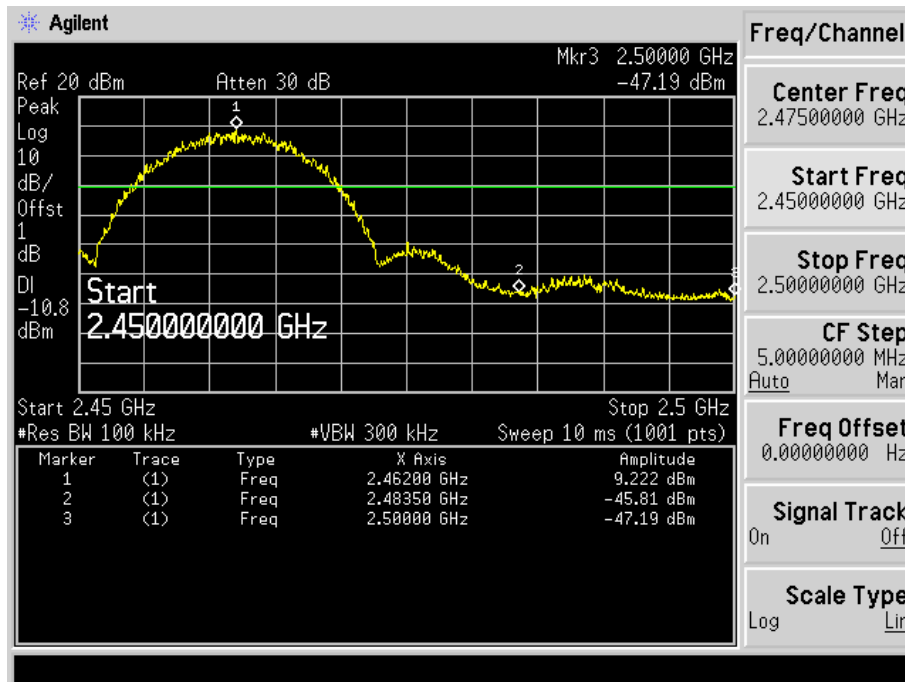 Agilent
Mkr3 2.50000 GHz
Ref 20 dBm Atten 30 dB -47.19 dBm
Peak
Log
10
dB/
Offst
1
dB
DI
-10.8
dBm
1
2
Start
2.450000000 GHz
Start 2.45 GHz Stop 2.5 GHz
#Res BW 100 kHz #VBW 300 kHz Sweep 10 ms (1001 pts)
Marker Trace Type X Axis Amplitude
1 (1) Freq 2.46200 GHz 9.222 dBm
2 (1) Freq 2.48350 GHz -45.81 dBm
3 (1) Freq 2.50000 GHz -47.19 dBm
Freq/Channel
Center Freq
2.47500000 GHz
Start Freq
2.45000000 GHz
Stop Freq
2.50000000 GHz
CF Step
5.00000000 MHz
Auto Man
Freq Offset
0.00000000 Hz
Signal Track
On Off
Scale Type
Log Lin